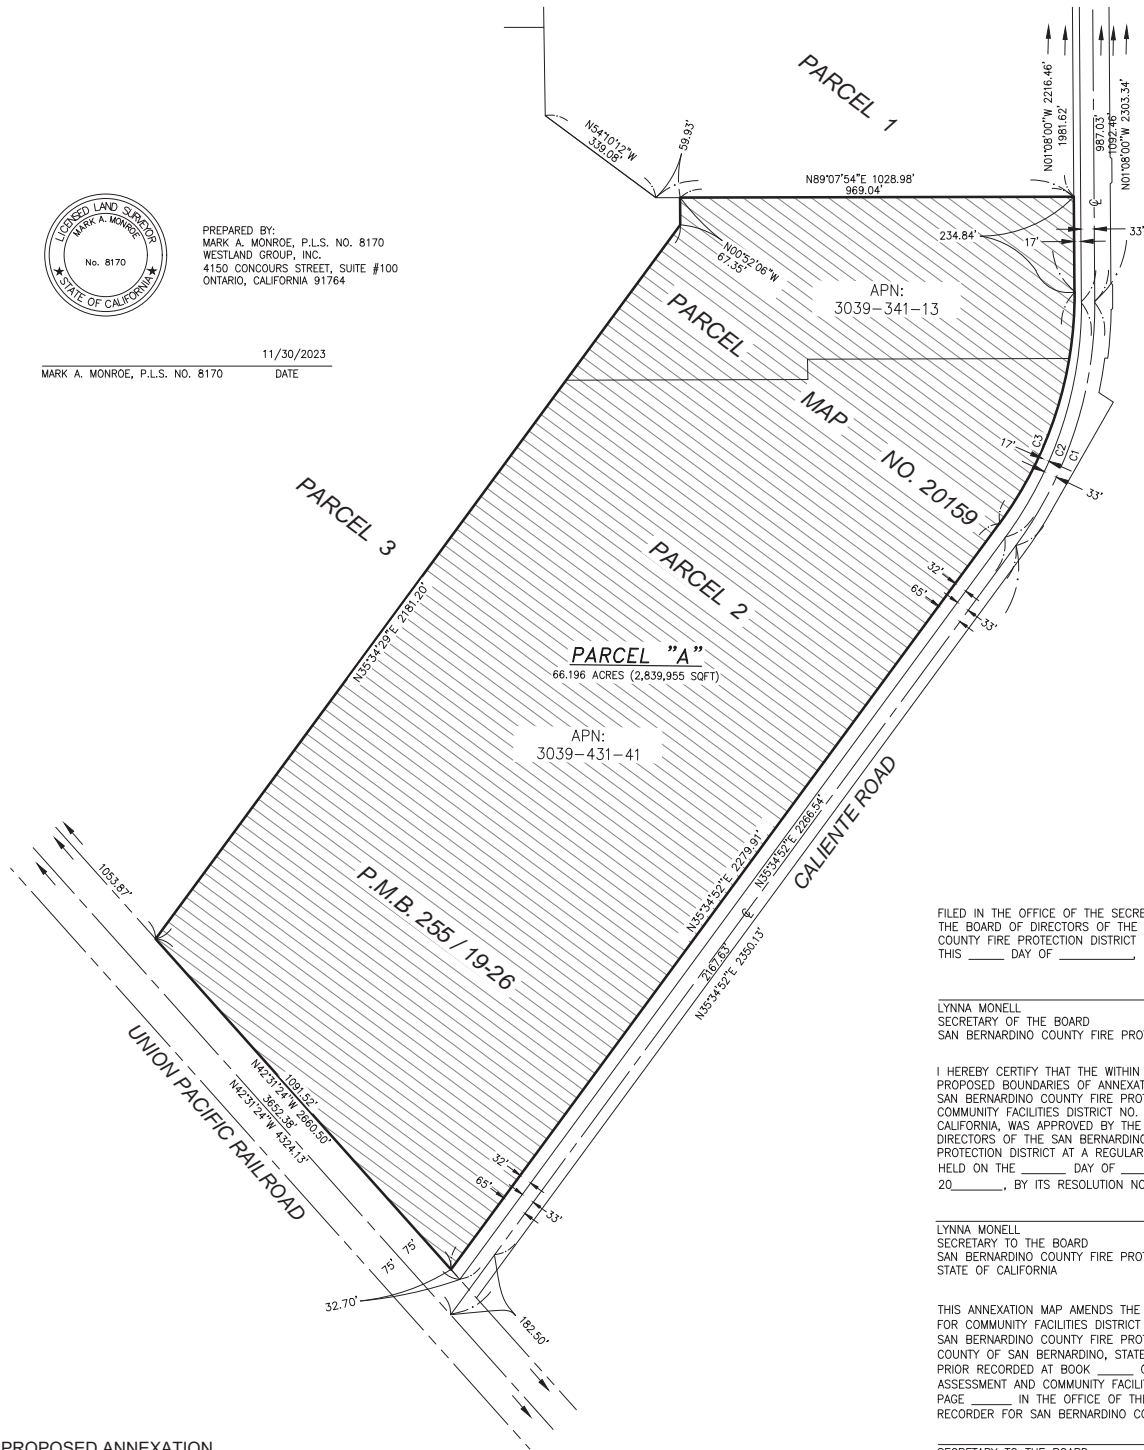 PARCEL 1
N54°10'12"W
339.08'
59.93'
N89°07'54"E 1028.98'
969.04'
N01°08'00"W 2216.46'
1981.62'
987.03'
1092.46'
N01°08'00"W 2303.34'
℄
33'
17'
234.84'
LICENSED LAND SURVEYOR
MARK A. MONROE
No. 8170
STATE OF CALIFORNIA
PREPARED BY:
MARK A. MONROE, P.L.S. NO. 8170
WESTLAND GROUP, INC.
4150 CONCOURS STREET, SUITE #100
ONTARIO, CALIFORNIA 91764
11/30/2023
MARK A. MONROE, P.L.S. NO. 8170 DATE
N00°52'06"W
67.35'
APN:
3039-341-13
PARCEL
MAP
NO. 20159
17'
C3
C2
C1
33'
PARCEL 3
PARCEL 2
32'
65'
33'
N35°34'29"E 2181.20'
PARCEL "A"
66.196 ACRES (2,839,955 SQFT)
APN:
3039-431-41
CALIENTE ROAD
N35°34'52"E 2279.91'
N35°34'52"E 2266.54'
℄
2167.63'
N35°34'52"E 2350.13'
P.M.B. 255 / 19-26
1053.87'
UNION PACIFIC RAILROAD
1091.52'
N42°31'24"W 2660.50'
3652.38'
N42°31'24"W 4324.13'
32'
65'
33'
75'
75'
32.70'
182.50'
FILED IN THE OFFICE OF THE SECRE
THE BOARD OF DIRECTORS OF THE
COUNTY FIRE PROTECTION DISTRICT
THIS _____ DAY OF __________,
LYNNA MONELL
SECRETARY OF THE BOARD
SAN BERNARDINO COUNTY FIRE PRO
I HEREBY CERTIFY THAT THE WITHIN
PROPOSED BOUNDARIES OF ANNEXAT
SAN BERNARDINO COUNTY FIRE PROT
COMMUNITY FACILITIES DISTRICT NO.
CALIFORNIA, WAS APPROVED BY THE
DIRECTORS OF THE SAN BERNARDINO
PROTECTION DISTRICT AT A REGULAR
HELD ON THE ______ DAY OF ___
20_______, BY ITS RESOLUTION NO
LYNNA MONELL
SECRETARY TO THE BOARD
SAN BERNARDINO COUNTY FIRE PROT
STATE OF CALIFORNIA
THIS ANNEXATION MAP AMENDS THE
FOR COMMUNITY FACILITIES DISTRICT
SAN BERNARDINO COUNTY FIRE PROT
COUNTY OF SAN BERNARDINO, STATE
PRIOR RECORDED AT BOOK _____ O
ASSESSMENT AND COMMUNITY FACILIT
PAGE ______ IN THE OFFICE OF THE
RECORDER FOR SAN BERNARDINO CO
PROPOSED ANNEXATION
SECRETARY TO THE BOARD